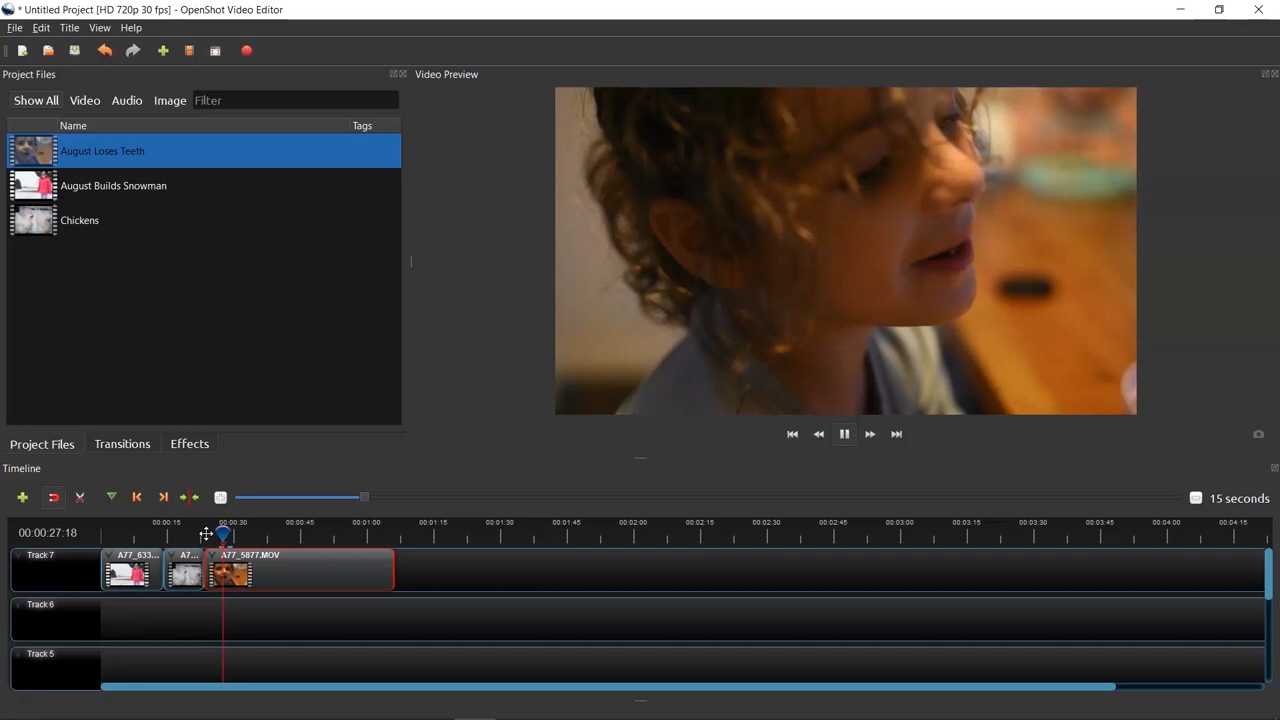 * Untitled Project [HD 720p 30 fps] - OpenShot Video Editor
File Edit Title View Help
Project Files
Video Preview
Show All Video Audio Image Filter
Name Tags
August Loses Teeth
August Builds Snowman
Chickens
Project Files Transitions Effects
Timeline
15 seconds
00:00:27:18
00:00:15 00:00:30 00:00:45 00:01:00 00:01:15 00:01:30 00:01:45 00:02:00 00:02:15 00:02:30 00:02:45 00:03:00 00:03:15 00:03:30 00:03:45 00:04:00 00:04:15
Track 7 A77_633... A7... A77_5877.MOV
Track 6
Track 5